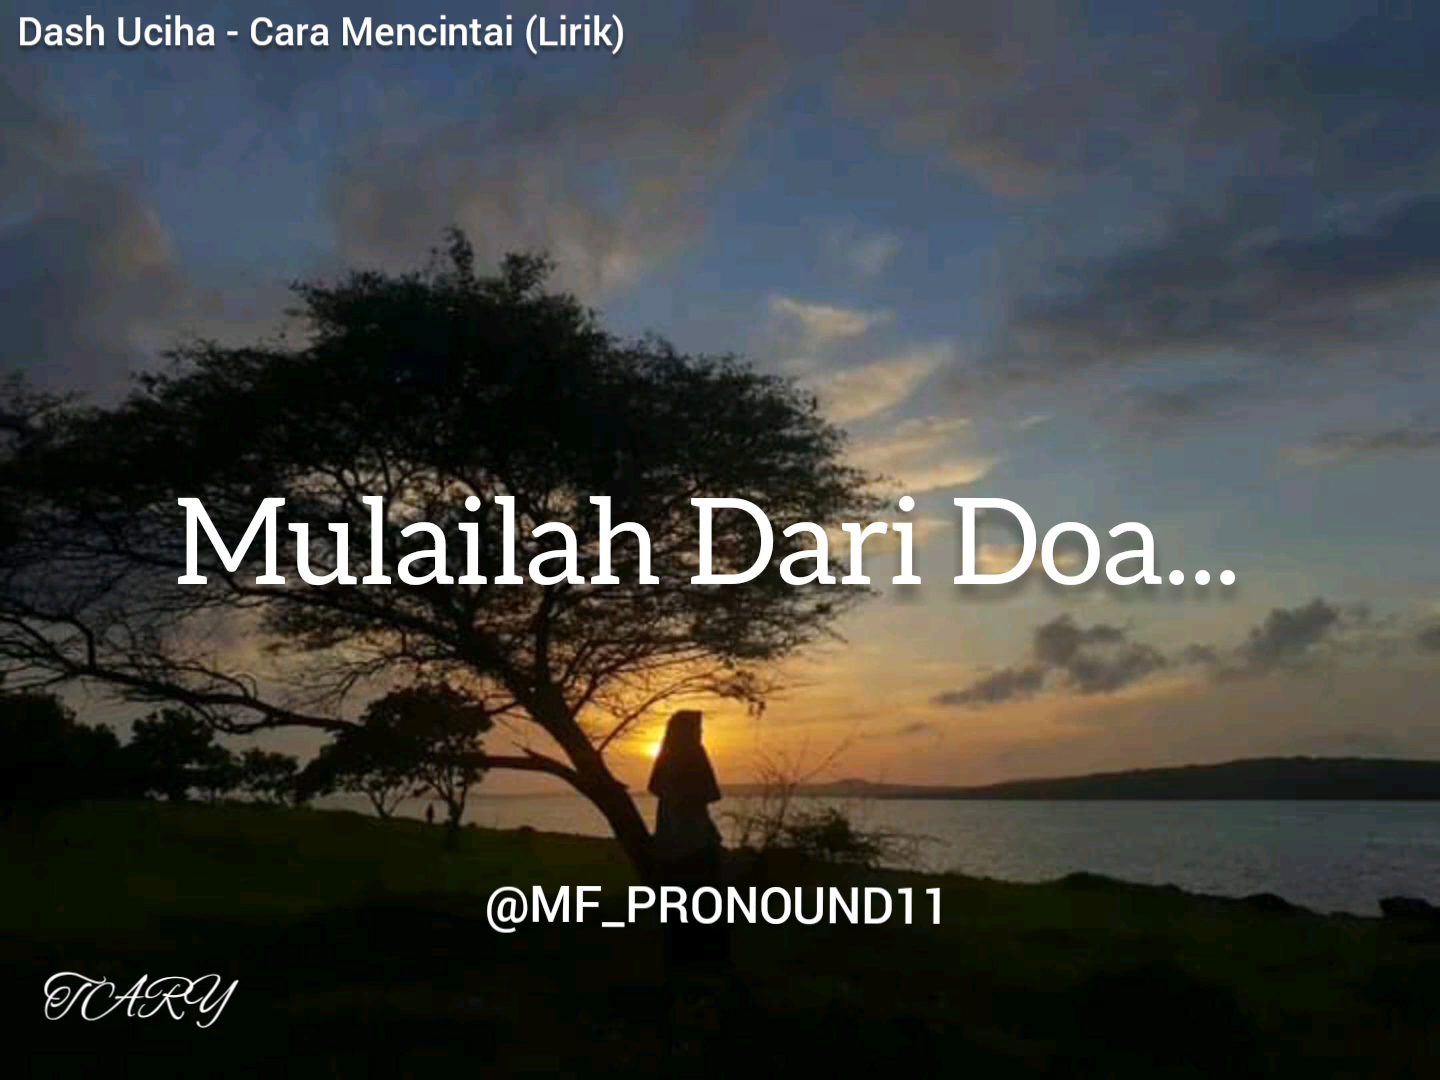 Dash Uciha - Cara Mencintai (Lirik)
Mulailah Dari Doa...
@MF_PRONOUND11
TARY